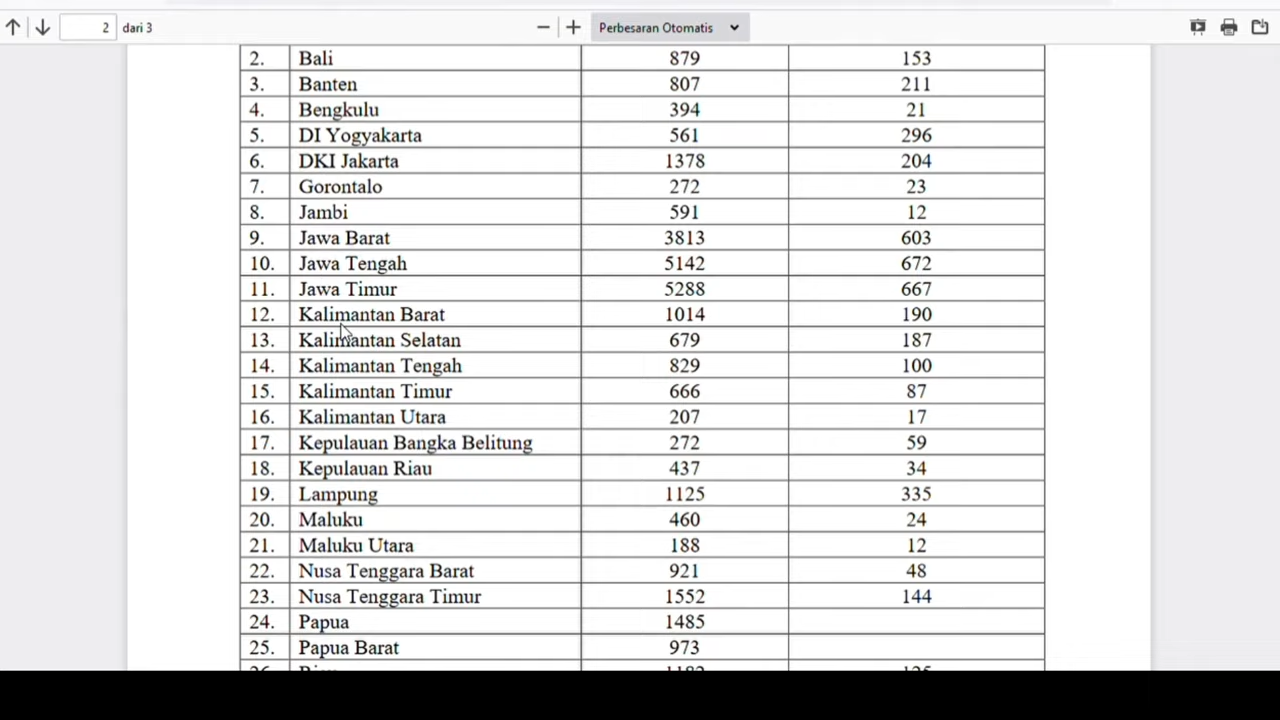 2 dari 3 Perbesaran Otomatis
2. Bali 879 153
3. Banten 807 211
4. Bengkulu 394 21
5. DI Yogyakarta 561 296
6. DKI Jakarta 1378 204
7. Gorontalo 272 23
8. Jambi 591 12
9. Jawa Barat 3813 603
10. Jawa Tengah 5142 672
11. Jawa Timur 5288 667
12. Kalimantan Barat 1014 190
13. Kalimantan Selatan 679 187
14. Kalimantan Tengah 829 100
15. Kalimantan Timur 666 87
16. Kalimantan Utara 207 17
17. Kepulauan Bangka Belitung 272 59
18. Kepulauan Riau 437 34
19. Lampung 1125 335
20. Maluku 460 24
21. Maluku Utara 188 12
22. Nusa Tenggara Barat 921 48
23. Nusa Tenggara Timur 1552 144
24. Papua 1485
25. Papua Barat 973